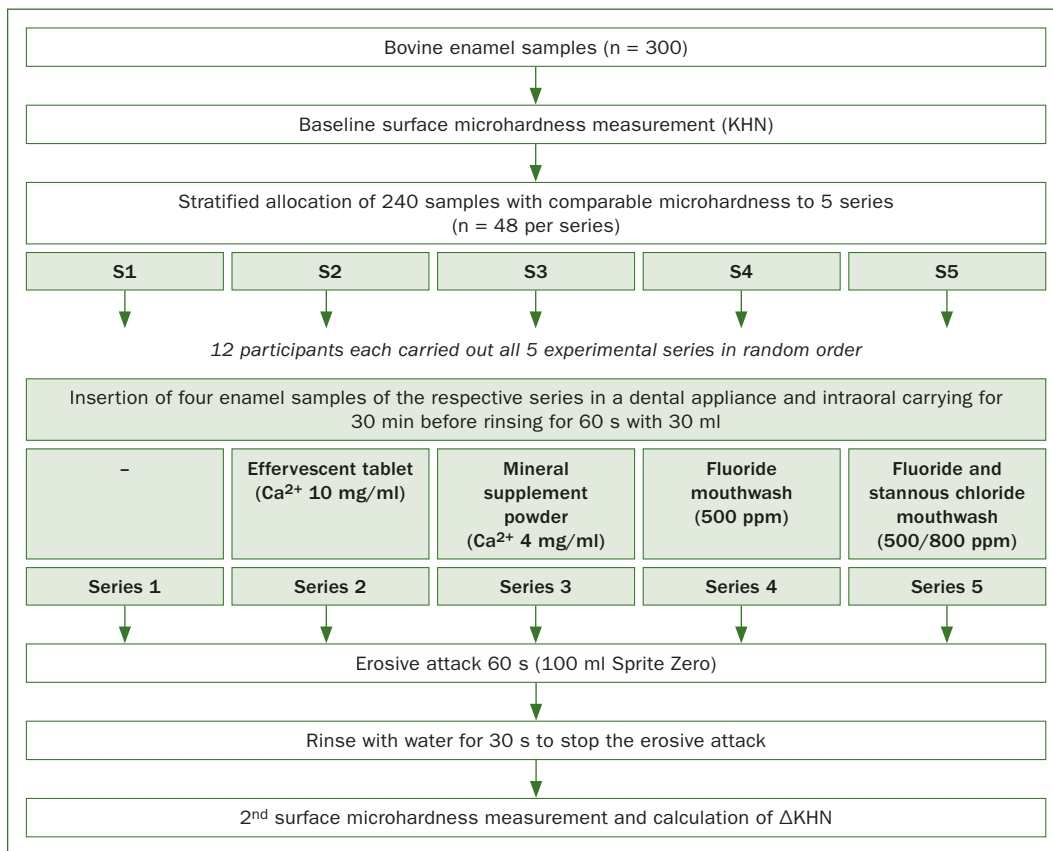 Bovine enamel samples (n = 300)
Baseline surface microhardness measurement (KHN)
Stratified allocation of 240 samples with comparable microhardness to 5 series
(n = 48 per series)
S1
S2
S3
S4
S5
12 participants each carried out all 5 experimental series in random order
Insertion of four enamel samples of the respective series in a dental appliance and intraoral carrying for
30 min before rinsing for 60 s with 30 ml
–
Effervescent tablet
(Ca²⁺ 10 mg/ml)
Mineral
supplement
powder
(Ca²⁺ 4 mg/ml)
Fluoride
mouthwash
(500 ppm)
Fluoride and
stannous chloride
mouthwash
(500/800 ppm)
Series 1
Series 2
Series 3
Series 4
Series 5
Erosive attack 60 s (100 ml Sprite Zero)
Rinse with water for 30 s to stop the erosive attack
2ⁿᵈ surface microhardness measurement and calculation of ΔKHN